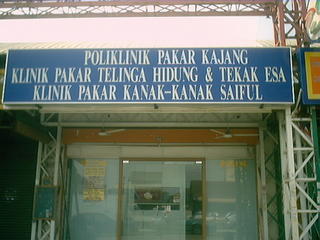 POLIKLINIK PAKAR KAJANG
KLINIK PAKAR TELINGA HIDUNG & TEKAK ESA
KLINIK PAKAR KANAK-KANAK SAIFUL